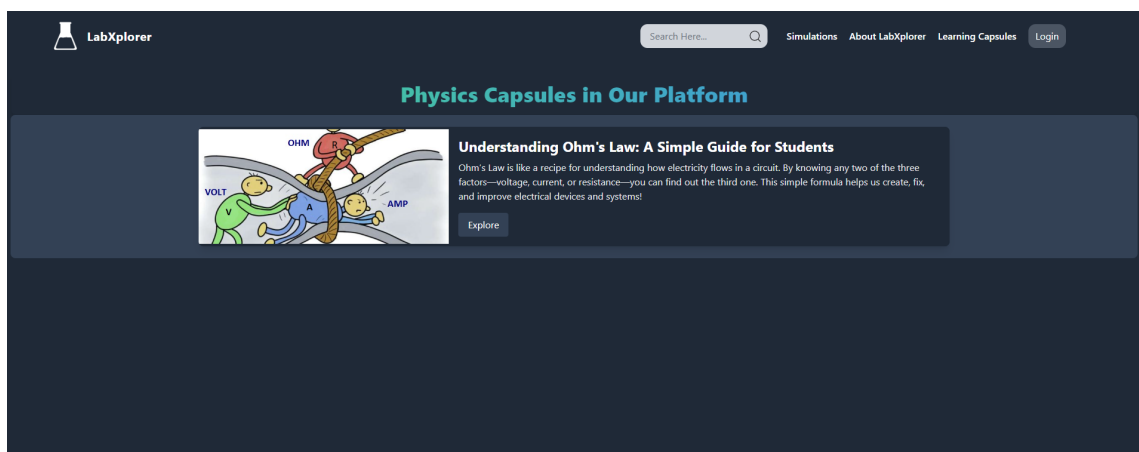 LabXplorer
Search Here...
Simulations
About LabXplorer
Learning Capsules
Login
Physics Capsules in Our Platform
OHM
R
VOLT
V
A
AMP
Understanding Ohm's Law: A Simple Guide for Students
Ohm's Law is like a recipe for understanding how electricity flows in a circuit. By knowing any two of the three
factors—voltage, current, or resistance—you can find out the third one. This simple formula helps us create, fix,
and improve electrical devices and systems!
Explore